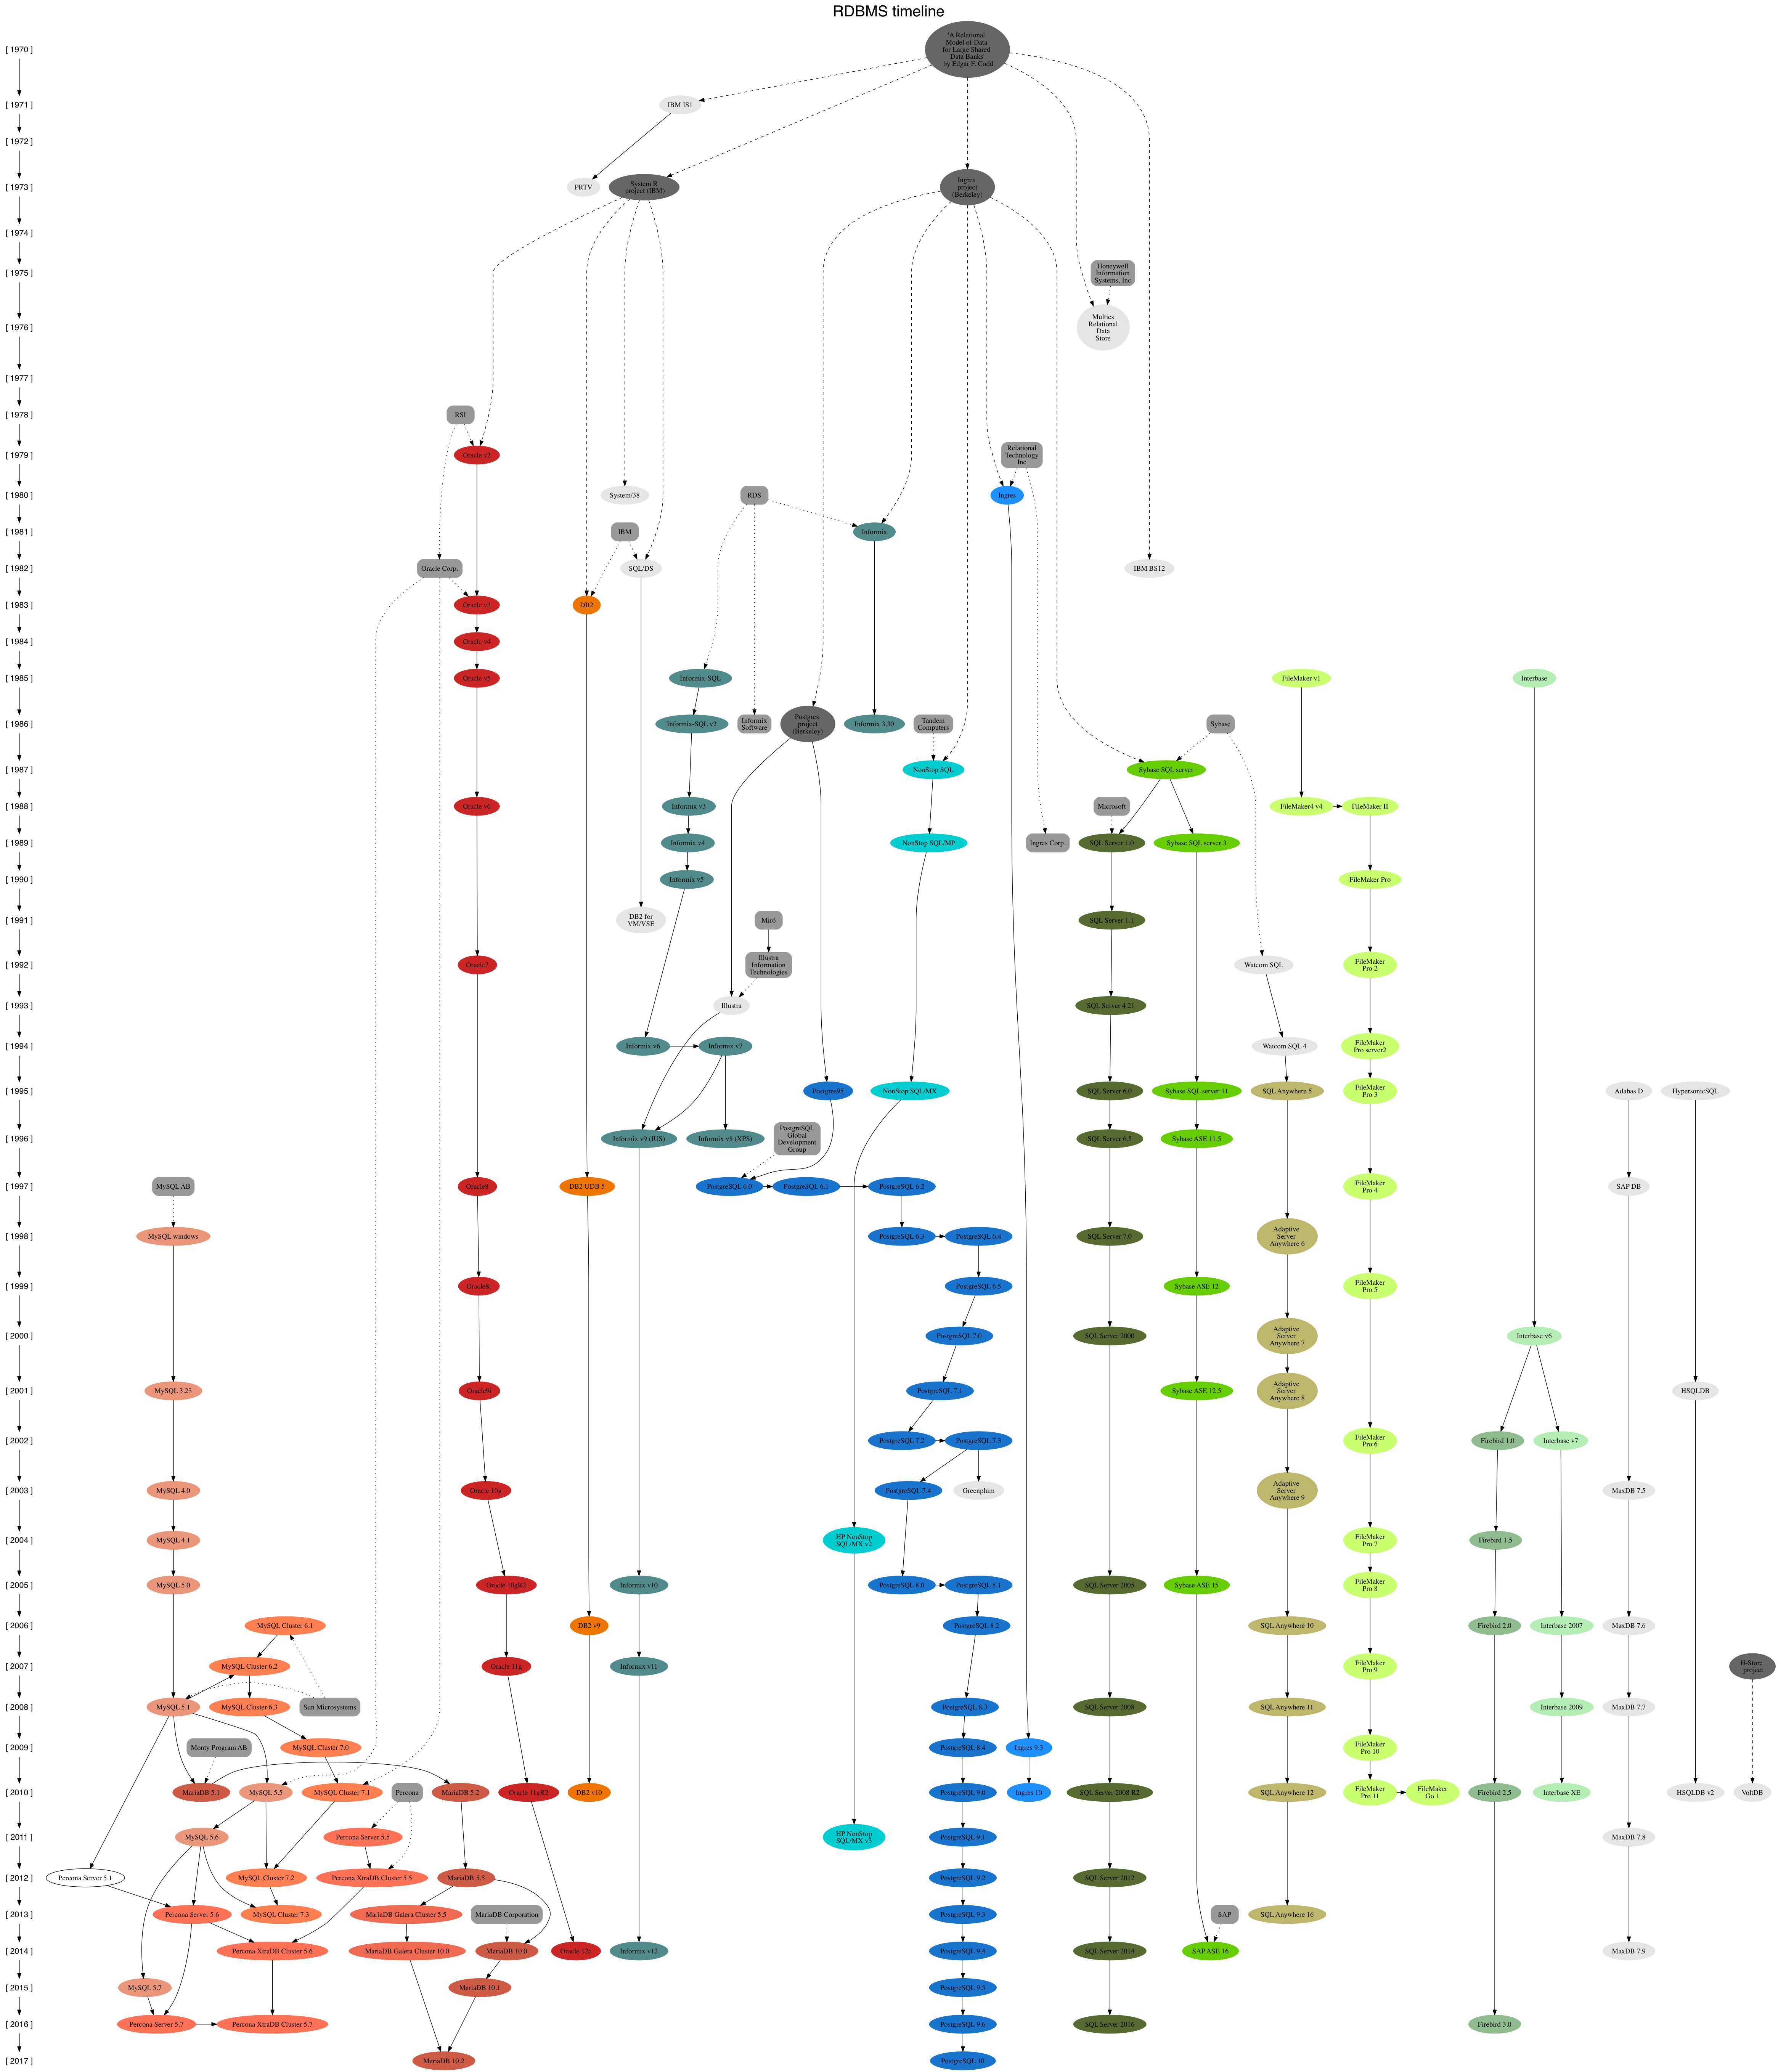 RDBMS timeline
[ 1970 ]
'A Relational
Model of Data
for Large Shared
Data Banks'
by Edgar F. Codd
[ 1971 ]
IBM IS1
[ 1972 ]
[ 1973 ]
PRTV
System R
project (IBM)
Ingres
project
(Berkeley)
[ 1974 ]
[ 1975 ]
Honeywell
Information
Systems, Inc
[ 1976 ]
Multics
Relational
Data
Store
[ 1977 ]
[ 1978 ]
RSI
[ 1979 ]
Oracle v2
Relational
Technology
Inc
[ 1980 ]
System/38
RDS
Ingres
[ 1981 ]
IBM
Informix
[ 1982 ]
Oracle Corp.
SQL/DS
IBM BS12
[ 1983 ]
Oracle v3
DB2
[ 1984 ]
Oracle v4
[ 1985 ]
Oracle v5
Informix-SQL
FileMaker v1
Interbase
[ 1986 ]
Informix-SQL v2
Informix
Software
Postgres
project
(Berkeley)
Informix 3.30
Tandem
Computers
Sybase
[ 1987 ]
NonStop SQL
Sybase SQL server
[ 1988 ]
Oracle v6
Informix v3
Microsoft
FileMaker4 v4
FileMaker II
[ 1989 ]
Informix v4
NonStop SQL/MP
Ingres Corp.
SQL Server 1.0
Sybase SQL server 3
[ 1990 ]
Informix v5
FileMaker Pro
[ 1991 ]
DB2 for
VM/VSE
Miró
SQL Server 1.1
[ 1992 ]
Oracle7
Illustra
Information
Technologies
Watcom SQL
FileMaker
Pro 2
[ 1993 ]
Illustra
SQL Server 4.21
[ 1994 ]
Informix v6
Informix v7
Watcom SQL 4
FileMaker
Pro server2
[ 1995 ]
Postgres95
NonStop SQL/MX
SQL Server 6.0
Sybase SQL server 11
SQL Anywhere 5
FileMaker
Pro 3
Adabas D
HypersonicSQL
[ 1996 ]
Informix v9 (IUS)
Informix v8 (XPS)
PostgreSQL
Global
Development
Group
SQL Server 6.5
Sybase ASE 11.5
[ 1997 ]
MySQL AB
Oracle8
DB2 UDB 5
PostgreSQL 6.0
PostgreSQL 6.1
PostgreSQL 6.2
FileMaker
Pro 4
SAP DB
[ 1998 ]
MySQL windows
PostgreSQL 6.3
PostgreSQL 6.4
SQL Server 7.0
Adaptive
Server
Anywhere 6
[ 1999 ]
Oracle8i
PostgreSQL 6.5
Sybase ASE 12
FileMaker
Pro 5
[ 2000 ]
PostgreSQL 7.0
SQL Server 2000
Adaptive
Server
Anywhere 7
Interbase v6
[ 2001 ]
MySQL 3.23
Oracle9i
PostgreSQL 7.1
Sybase ASE 12.5
Adaptive
Server
Anywhere 8
HSQLDB
[ 2002 ]
PostgreSQL 7.2
PostgreSQL 7.3
FileMaker
Pro 6
Firebird 1.0
Interbase v7
[ 2003 ]
MySQL 4.0
Oracle 10g
PostgreSQL 7.4
Greenplum
Adaptive
Server
Anywhere 9
MaxDB 7.5
[ 2004 ]
MySQL 4.1
HP NonStop
SQL/MX v2
FileMaker
Pro 7
Firebird 1.5
[ 2005 ]
MySQL 5.0
Oracle 10gR2
Informix v10
PostgreSQL 8.0
PostgreSQL 8.1
SQL Server 2005
Sybase ASE 15
FileMaker
Pro 8
[ 2006 ]
MySQL Cluster 6.1
DB2 v9
PostgreSQL 8.2
SQL Anywhere 10
Firebird 2.0
Interbase 2007
MaxDB 7.6
[ 2007 ]
MySQL Cluster 6.2
Oracle 11g
Informix v11
FileMaker
Pro 9
H-Store
project
[ 2008 ]
MySQL 5.1
MySQL Cluster 6.3
Sun Microsystems
PostgreSQL 8.3
SQL Server 2008
SQL Anywhere 11
Interbase 2009
MaxDB 7.7
[ 2009 ]
Monty Program AB
MySQL Cluster 7.0
PostgreSQL 8.4
Ingres 9.3
FileMaker
Pro 10
[ 2010 ]
MariaDB 5.1
MySQL 5.5
MySQL Cluster 7.1
Percona
MariaDB 5.2
Oracle 11gR2
DB2 v10
PostgreSQL 9.0
Ingres 10
SQL Server 2008 R2
SQL Anywhere 12
FileMaker
Pro 11
FileMaker
Go 1
Firebird 2.5
Interbase XE
HSQLDB v2
VoltDB
[ 2011 ]
MySQL 5.6
Percona Server 5.5
HP NonStop
SQL/MX v3
PostgreSQL 9.1
MaxDB 7.8
[ 2012 ]
Percona Server 5.1
MySQL Cluster 7.2
Percona XtraDB Cluster 5.5
MariaDB 5.5
PostgreSQL 9.2
SQL Server 2012
[ 2013 ]
Percona Server 5.6
MySQL Cluster 7.3
MariaDB Galera Cluster 5.5
MariaDB Corporation
PostgreSQL 9.3
SAP
SQL Anywhere 16
[ 2014 ]
Percona XtraDB Cluster 5.6
MariaDB Galera Cluster 10.0
MariaDB 10.0
Oracle 12c
Informix v12
PostgreSQL 9.4
SQL Server 2014
SAP ASE 16
MaxDB 7.9
[ 2015 ]
MySQL 5.7
MariaDB 10.1
PostgreSQL 9.5
[ 2016 ]
Percona Server 5.7
Percona XtraDB Cluster 5.7
PostgreSQL 9.6
SQL Server 2016
Firebird 3.0
[ 2017 ]
MariaDB 10.2
PostgreSQL 10